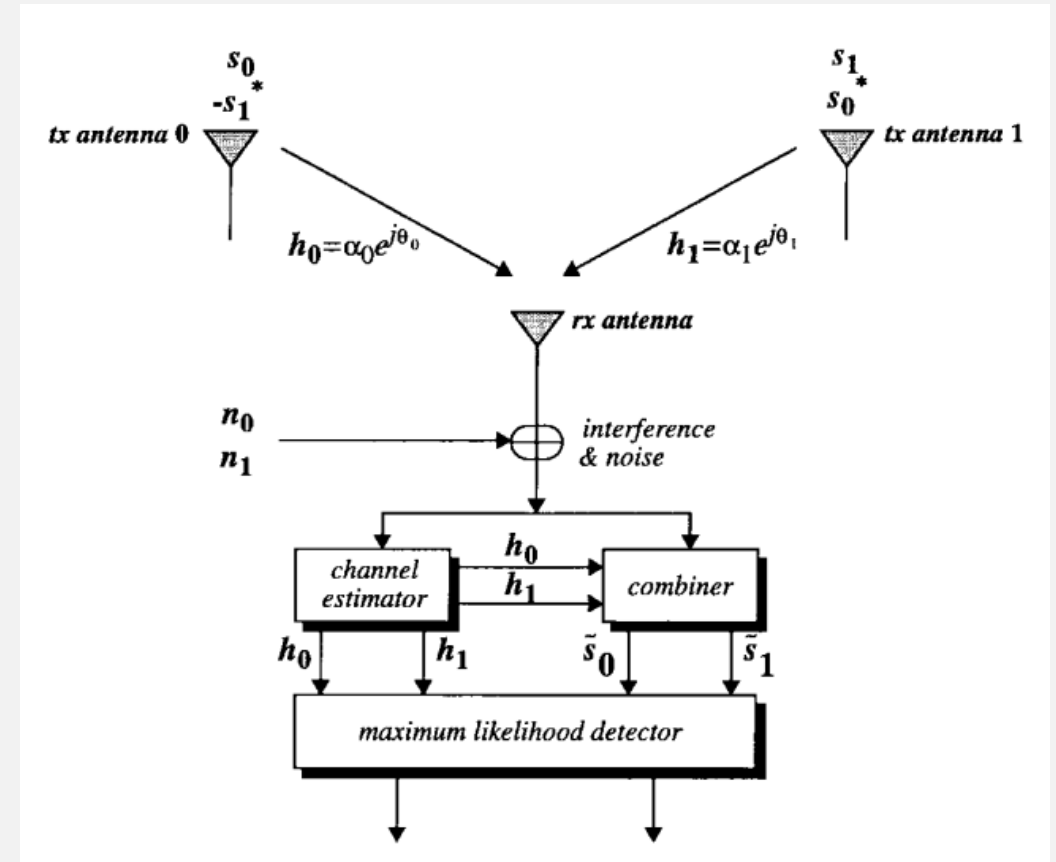 s₀ s₁
-s₁* s₀*
tx antenna 0 tx antenna 1
h₀=α₀e^{jθ₀} h₁=α₁e^{jθ₁}
rx antenna
n₀
n₁
interference
& noise
channel
estimator
h₀
h₁
combiner
h₀ h₁ s̃₀ s̃₁
maximum likelihood detector